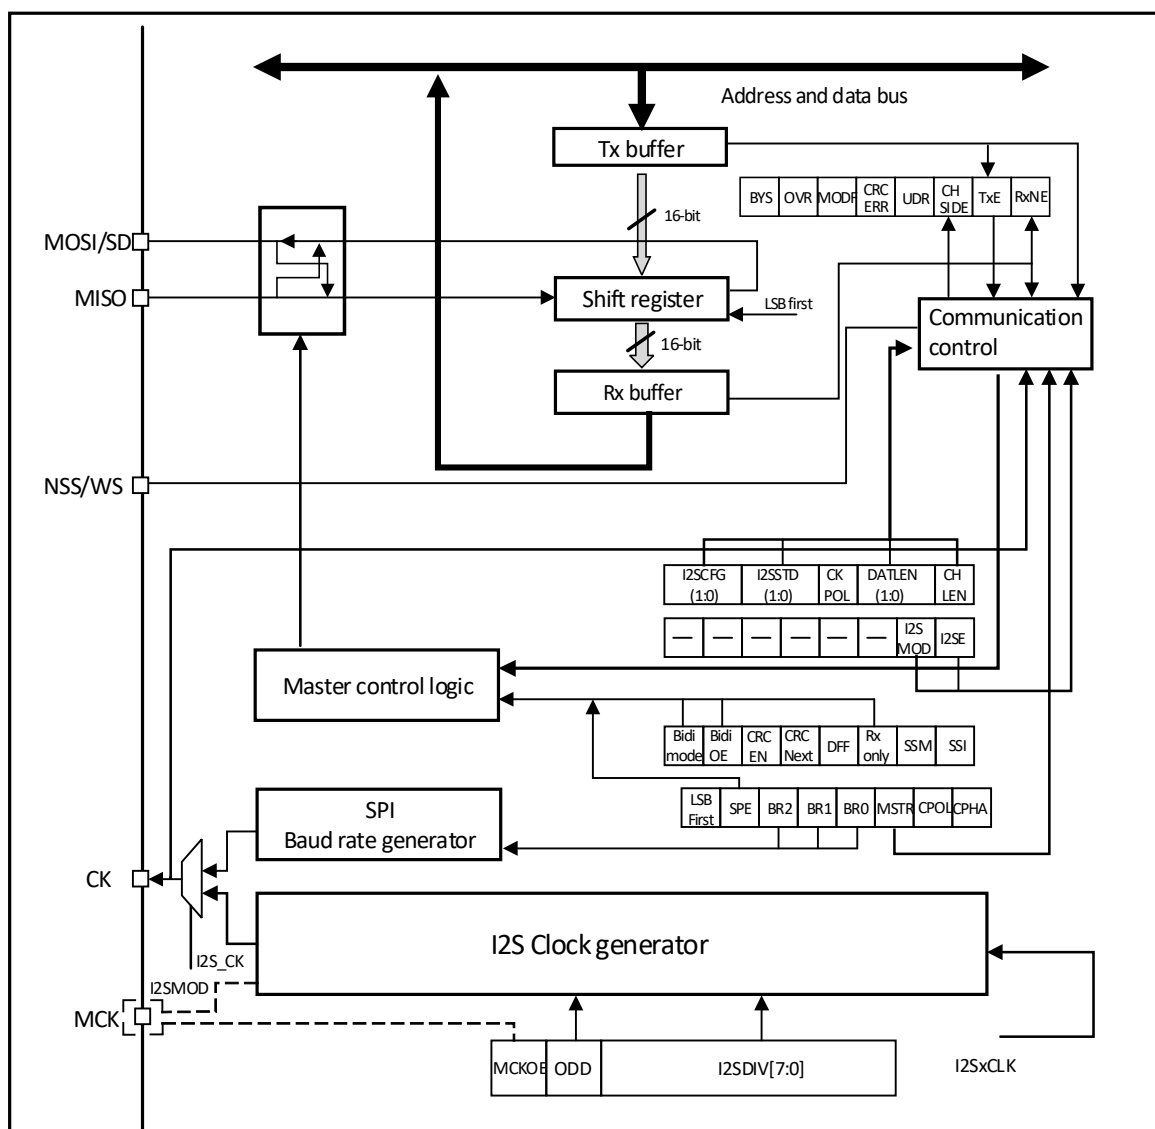 Address and data bus
Tx buffer
BYS
OVR
MODF
CRC
ERR
UDR
CH
SIDE
TxE
RxNE
16-bit
MOSI/SD
MISO
Shift register
LSB first
Communication
control
16-bit
Rx buffer
NSS/WS
I2SCFG
(1:0)
I2SSTD
(1:0)
CK
POL
DATLEN
(1:0)
CH
LEN
I2S
MOD
I2SE
Master control logic
Bidi
mode
Bidi
OE
CRC
EN
CRC
Next
DFF
Rx
only
SSM
SSI
LSB
First
SPE
BR2
BR1
BR0
MSTR
CPOL
CPHA
SPI
Baud rate generator
CK
I2S Clock generator
I2S_CK
I2SMOD
MCK
MCKOE
ODD
I2SDIV[7:0]
I2SxCLK